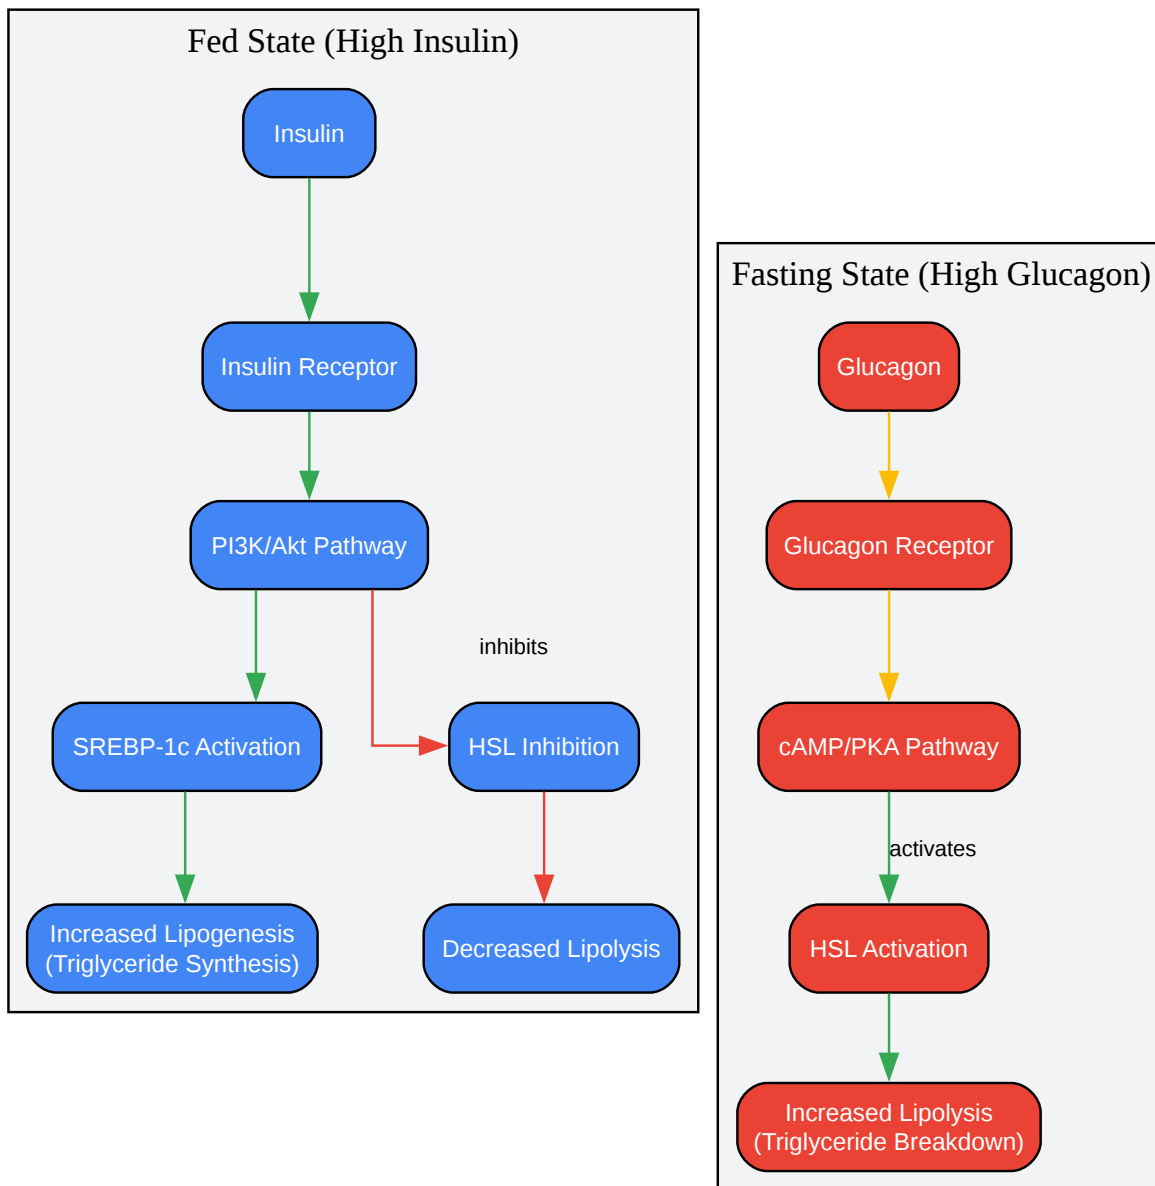 Fed State (High Insulin)
Insulin
Insulin Receptor
PI3K/Akt Pathway
inhibits
SREBP-1c Activation
HSL Inhibition
Increased Lipogenesis
(Triglyceride Synthesis)
Decreased Lipolysis
Fasting State (High Glucagon)
Glucagon
Glucagon Receptor
cAMP/PKA Pathway
activates
HSL Activation
Increased Lipolysis
(Triglyceride Breakdown)